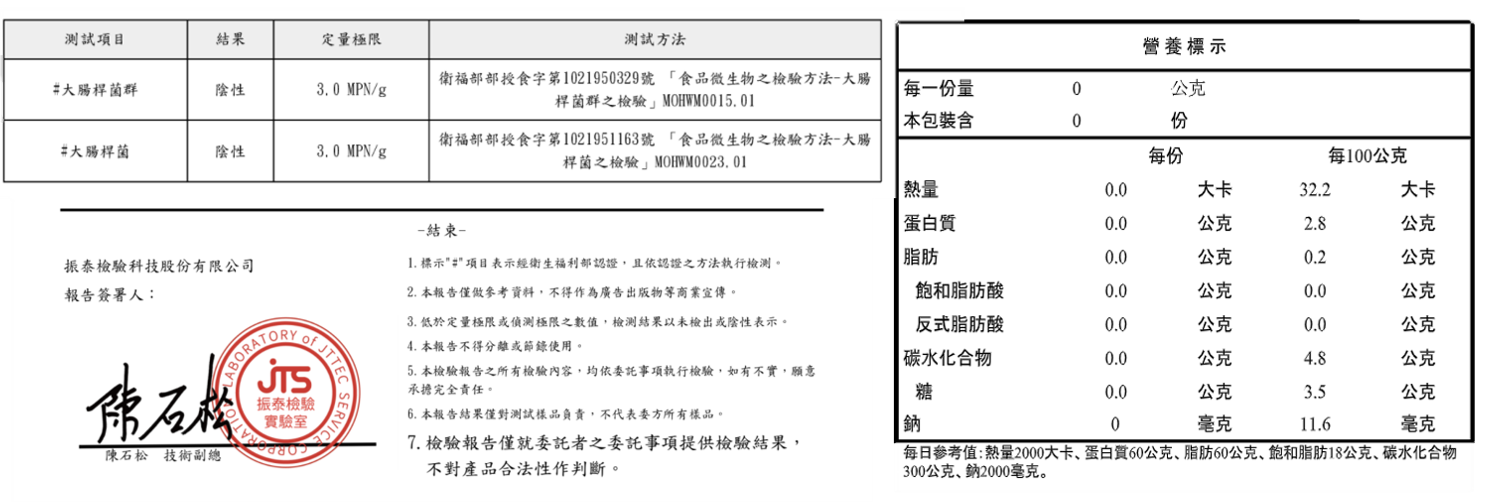 測試項目 結果 定量極限 測試方法
#大腸桿菌群 陰性 3.0 MPN/g 衛福部部授食字第1021950329號 「食品微生物之檢驗方法-大腸
桿菌群之檢驗」MOHWM0015.01
#大腸桿菌 陰性 3.0 MPN/g 衛福部部授食字第1021951163號 「食品微生物之檢驗方法-大腸
桿菌之檢驗」MOHWM0023.01
-結束-
振泰檢驗科技股份有限公司
報告簽署人：
陳石松
LABORATORY of JTTEC SERVICE CORPORATION
JTS
振泰檢驗
實驗室
陳石松 技術副總
1.標示"#"項目表示經衛生福利部認證，且依認證之方法執行檢測。
2.本報告僅做參考資料，不得作為廣告出版物等商業宣傳。
3.低於定量極限或偵測極限之數值，檢測結果以未檢出或陰性表示。
4.本報告不得分離或節錄使用。
5.本檢驗報告之所有檢驗內容，均依委託事項執行檢驗，如有不實，願意
承擔完全責任。
6.本報告結果僅對測試樣品負責，不代表委方所有樣品。
7.檢驗報告僅就委託者之委託事項提供檢驗結果，
不對產品合法性作判斷。
營養標示
每一份量 0 公克
本包裝含 0 份
每份 每100公克
熱量 0.0 大卡 32.2 大卡
蛋白質 0.0 公克 2.8 公克
脂肪 0.0 公克 0.2 公克
飽和脂肪酸 0.0 公克 0.0 公克
反式脂肪酸 0.0 公克 0.0 公克
碳水化合物 0.0 公克 4.8 公克
糖 0.0 公克 3.5 公克
鈉 0 毫克 11.6 毫克
每日參考值:熱量2000大卡、蛋白質60公克、脂肪60公克、飽和脂肪18公克、碳水化合物
300公克、鈉2000毫克。